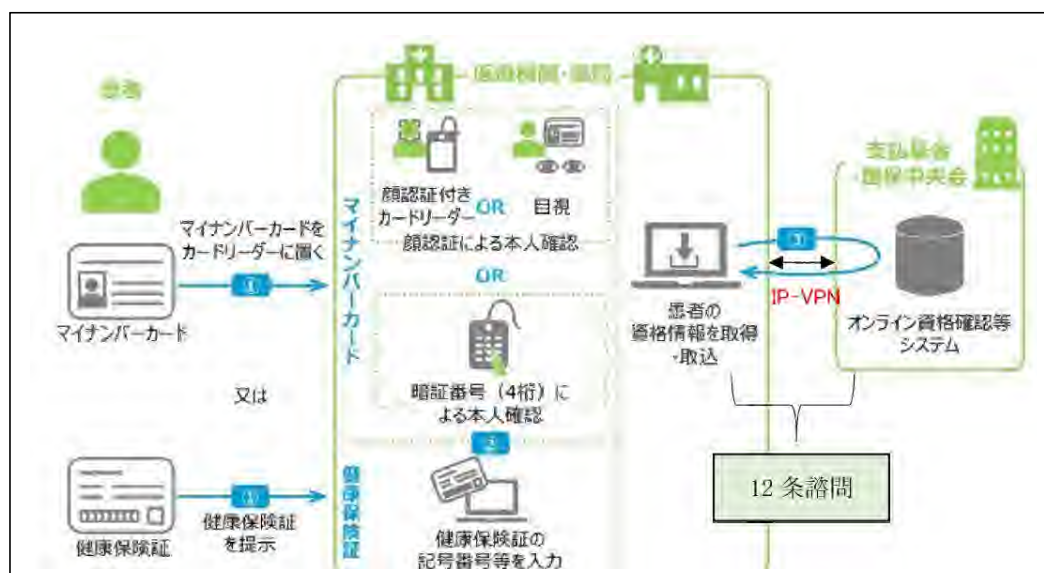 患者
マイナンバーカードを
カードリーダーに置く
①
マイナンバーカード
又は
①
健康保険証
を提示
健康保険証
医療機関・薬局
マイナンバーカード
顔認証付き
カードリーダー
OR
目視
顔認証による本人確認
OR
暗証番号（4桁）に
よる本人確認
②
健康保険証
健康保険証の
記号番号等を入力
患者の
資格情報を取得
・取込
③
IP-VPN
支払基金
・国保中央会
オンライン資格確認等
システム
12 条諮問